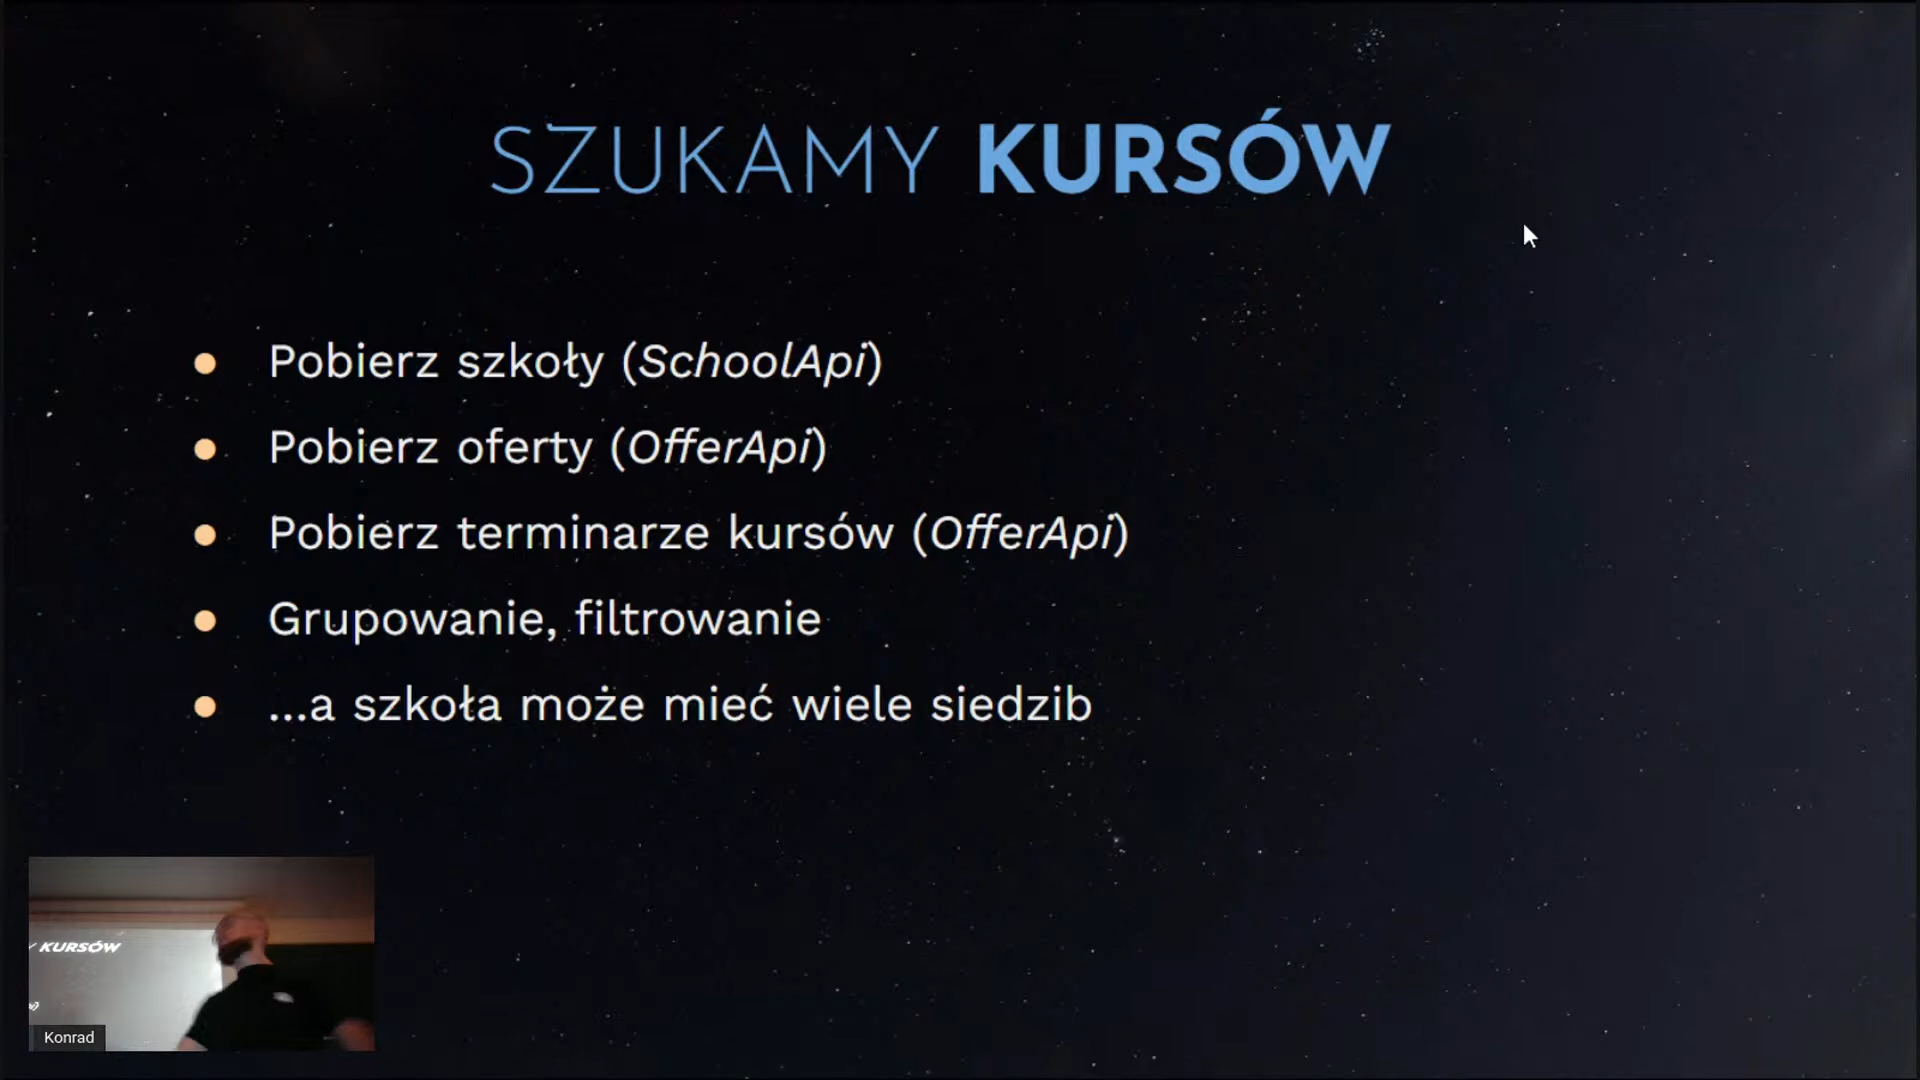 SZUKAMY KURSÓW
● Pobierz szkoły (SchoolApi)
● Pobierz oferty (OfferApi)
● Pobierz terminarze kursów (OfferApi)
● Grupowanie, filtrowanie
● ...a szkoła może mieć wiele siedzib
KURSÓW
Konrad